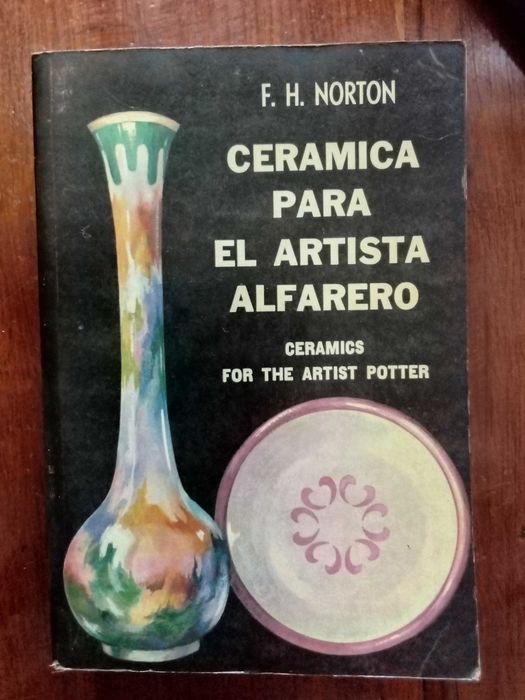 F. H. NORTON
CERAMICA
PARA
EL ARTISTA
ALFARERO
CERAMICS
FOR THE ARTIST POTTER